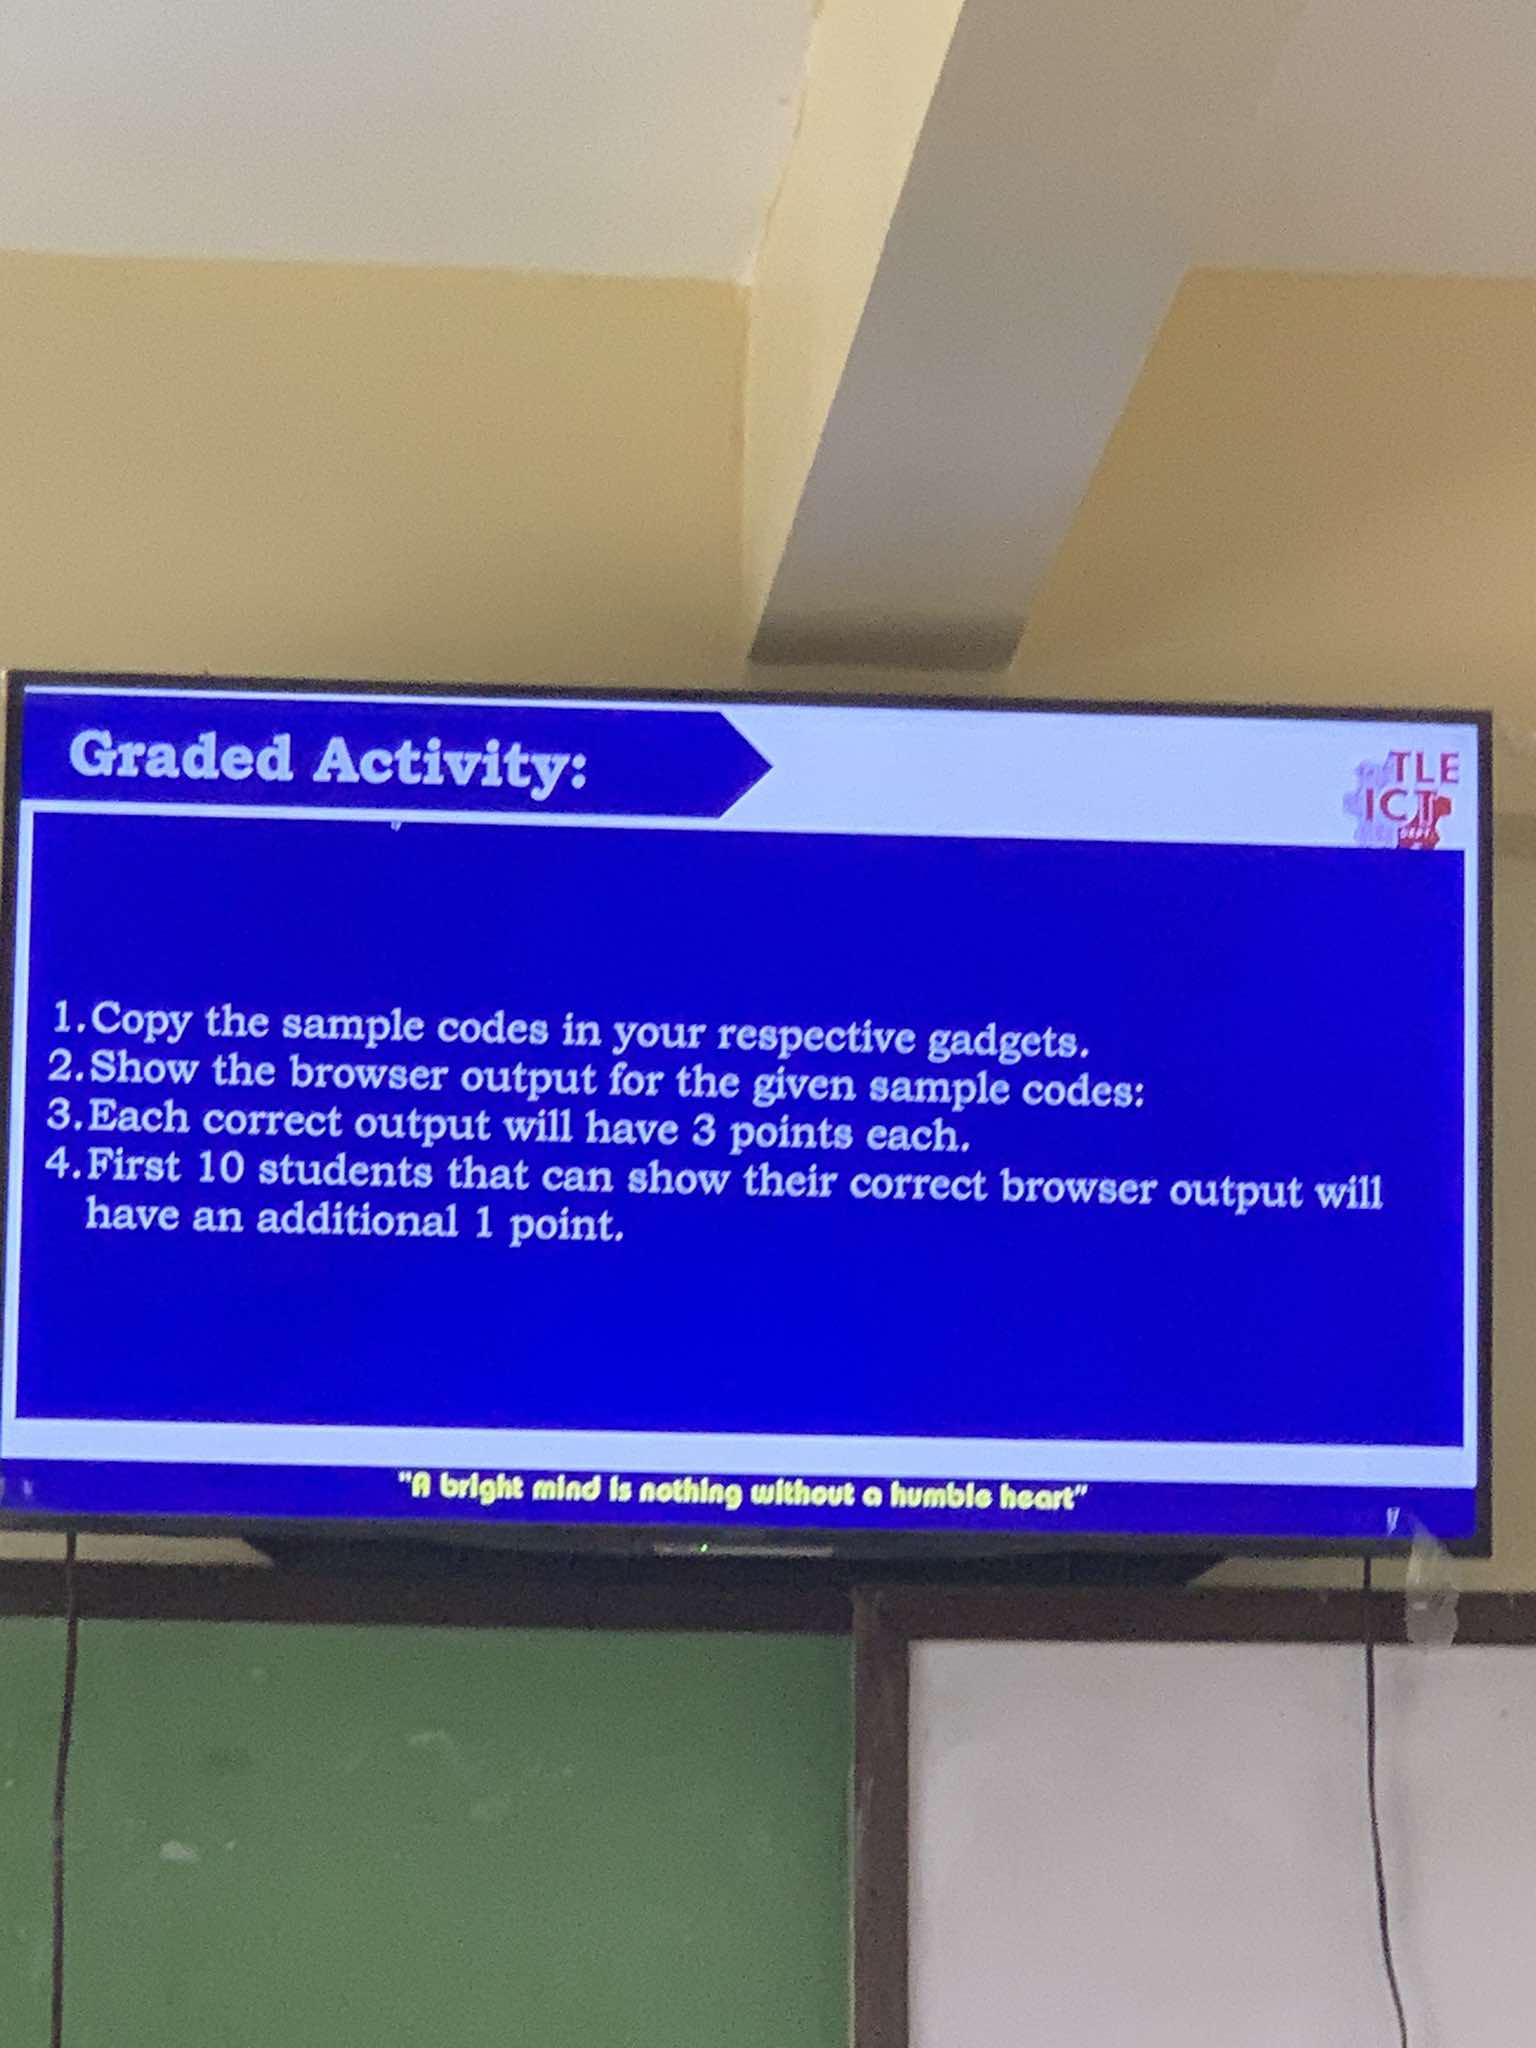 Graded Activity:
TLE
ICT
DEPT.
1.Copy the sample codes in your respective gadgets.
2.Show the browser output for the given sample codes:
3.Each correct output will have 3 points each.
4.First 10 students that can show their correct browser output will
have an additional 1 point.
"A bright mind is nothing without a humble heart"